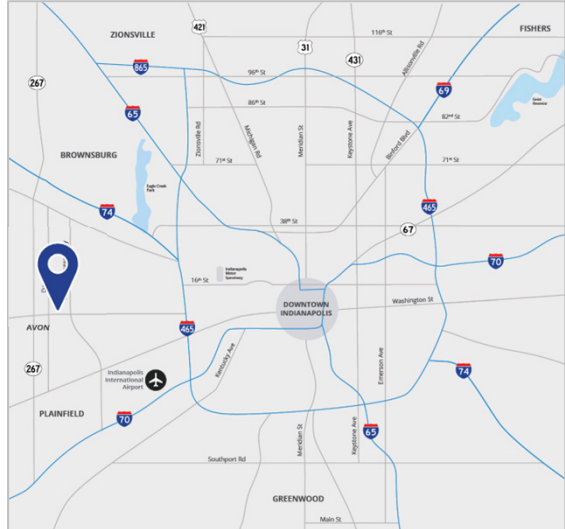 ZIONSVILLE
421
31
116th St
FISHERS
431
Allisonville Rd
267
865
96th St
65
69
86th St
82nd St
Zionsville Rd
Michigan Rd
Meridian St
Keystone Ave
Binford Blvd
BROWNSBURG
71st St
71st St
Eagle Creek
Park
74
465
38th St
67
70
16th St
Indianapolis
Motor
Speedway
DOWNTOWN
INDIANAPOLIS
Washington St
AVON
465
267
Indianapolis
International
Airport
Kentucky Ave
Emerson Ave
74
PLAINFIELD
70
Meridian St
Keystone Ave
65
Southport Rd
GREENWOOD
Main St